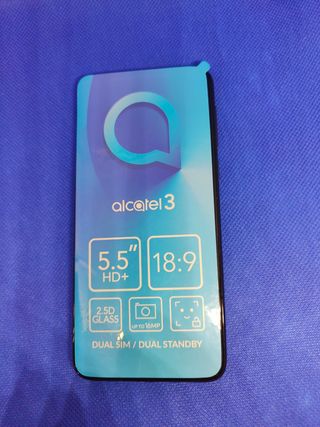 alcatel 3
5.5"
HD+
18:9
2.5D
GLASS
UP TO 16MP
DUAL SIM / DUAL STANDBY